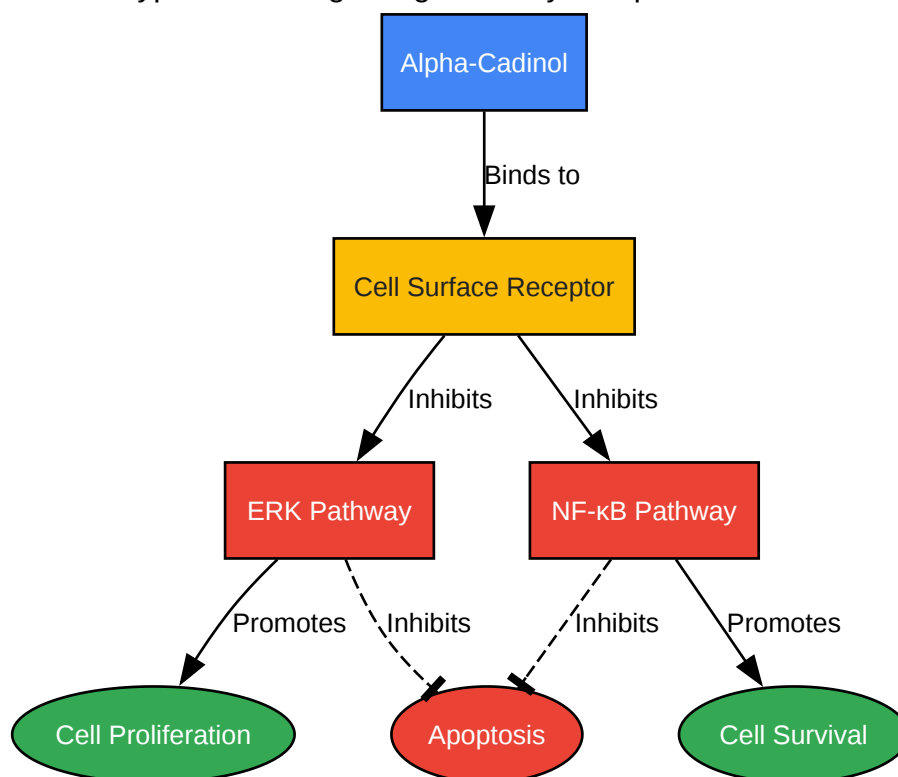 Alpha-Cadinol
Binds to
Cell Surface Receptor
Inhibits
Inhibits
ERK Pathway
NF-κB Pathway
Promotes
Inhibits
Inhibits
Promotes
Cell Proliferation
Apoptosis
Cell Survival